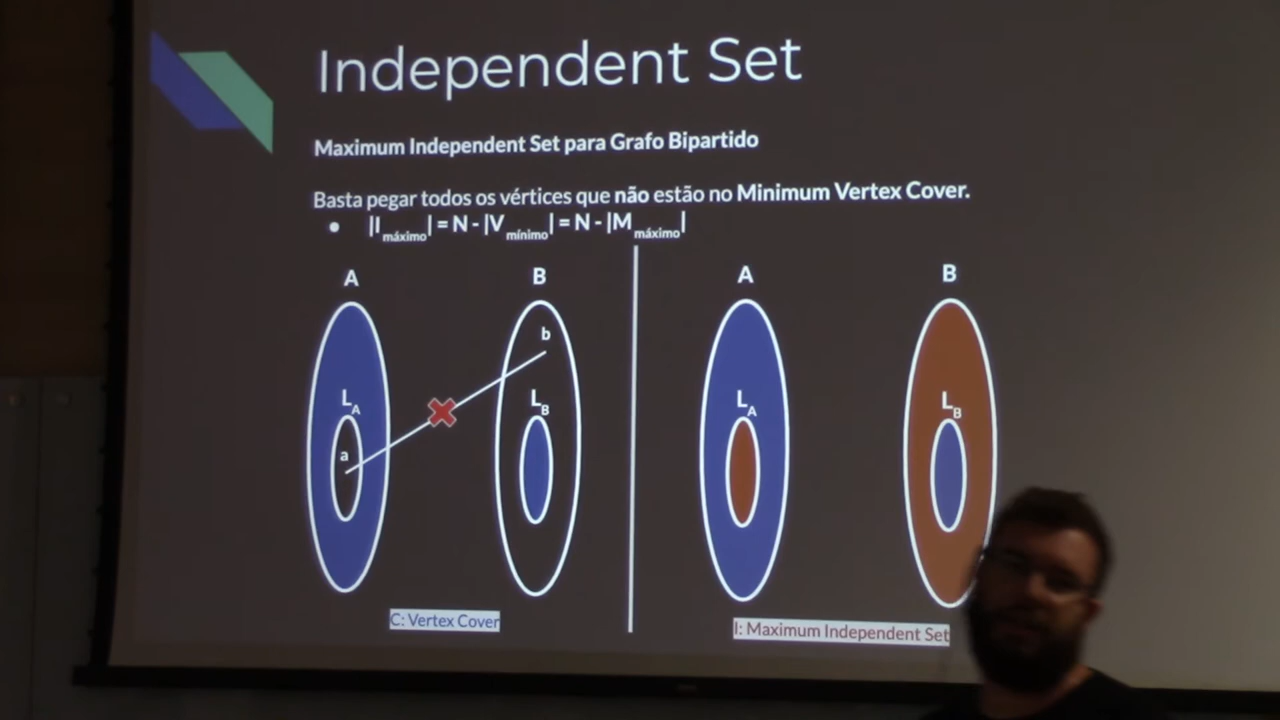 Independent Set
Maximum Independent Set para Grafo Bipartido
Basta pegar todos os vértices que não estão no Minimum Vertex Cover.
● |I máximo| = N - |V mínimo| = N - |M máximo|
A B A B
b
L A L B L A L B
a
C: Vertex Cover I: Maximum Independent Set